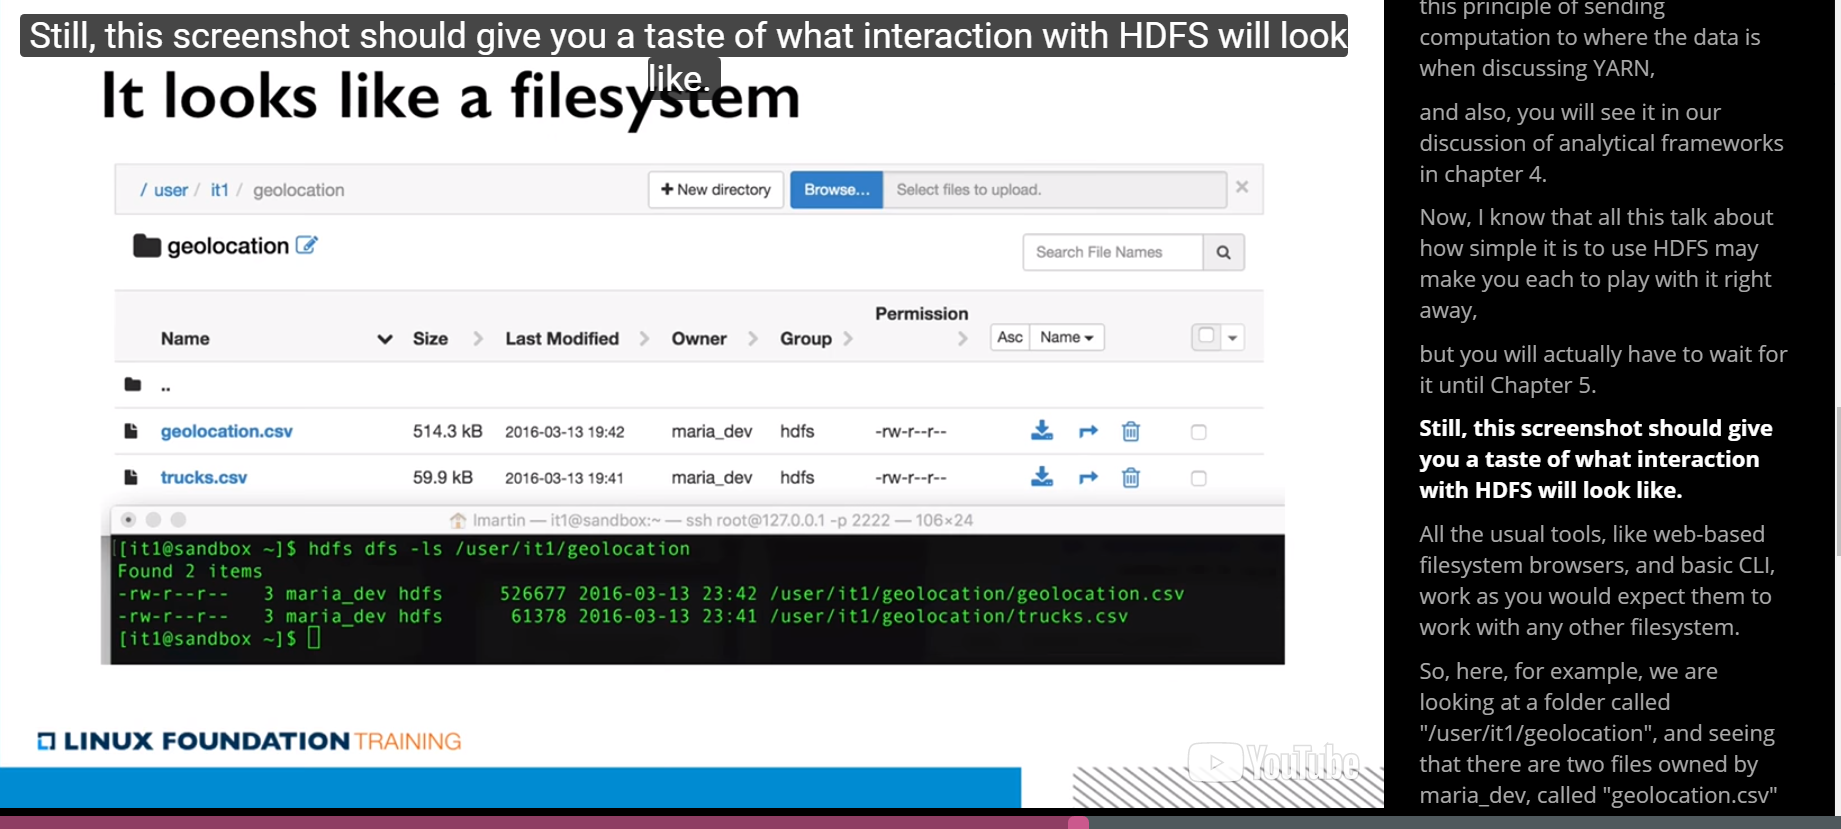 Still, this screenshot should give you a taste of what interaction with HDFS will look
like.
It looks like a filesystem
/ user / it1 / geolocation
New directory
Browse...
Select files to upload.
geolocation
Search File Names
Name
Size
Last Modified
Owner
Group
Permission
Asc
Name
..
geolocation.csv 514.3 kB 2016-03-13 19:42 maria_dev hdfs -rw-r--r--
trucks.csv 59.9 kB 2016-03-13 19:41 maria_dev hdfs -rw-r--r--
lmartin — it1@sandbox:~ — ssh root@127.0.0.1 -p 2222 — 106×24
[[it1@sandbox ~]$ hdfs dfs -ls /user/it1/geolocation
Found 2 items
-rw-r--r-- 3 maria_dev hdfs 526677 2016-03-13 23:42 /user/it1/geolocation/geolocation.csv
-rw-r--r-- 3 maria_dev hdfs 61378 2016-03-13 23:41 /user/it1/geolocation/trucks.csv
[it1@sandbox ~]$
LINUX FOUNDATION TRAINING
YouTube
this principle of sending
computation to where the data is
when discussing YARN,
and also, you will see it in our
discussion of analytical frameworks
in chapter 4.
Now, I know that all this talk about
how simple it is to use HDFS may
make you each to play with it right
away,
but you will actually have to wait for
it until Chapter 5.
Still, this screenshot should give
you a taste of what interaction
with HDFS will look like.
All the usual tools, like web-based
filesystem browsers, and basic CLI,
work as you would expect them to
work with any other filesystem.
So, here, for example, we are
looking at a folder called
"/user/it1/geolocation", and seeing
that there are two files owned by
maria_dev, called "geolocation.csv"